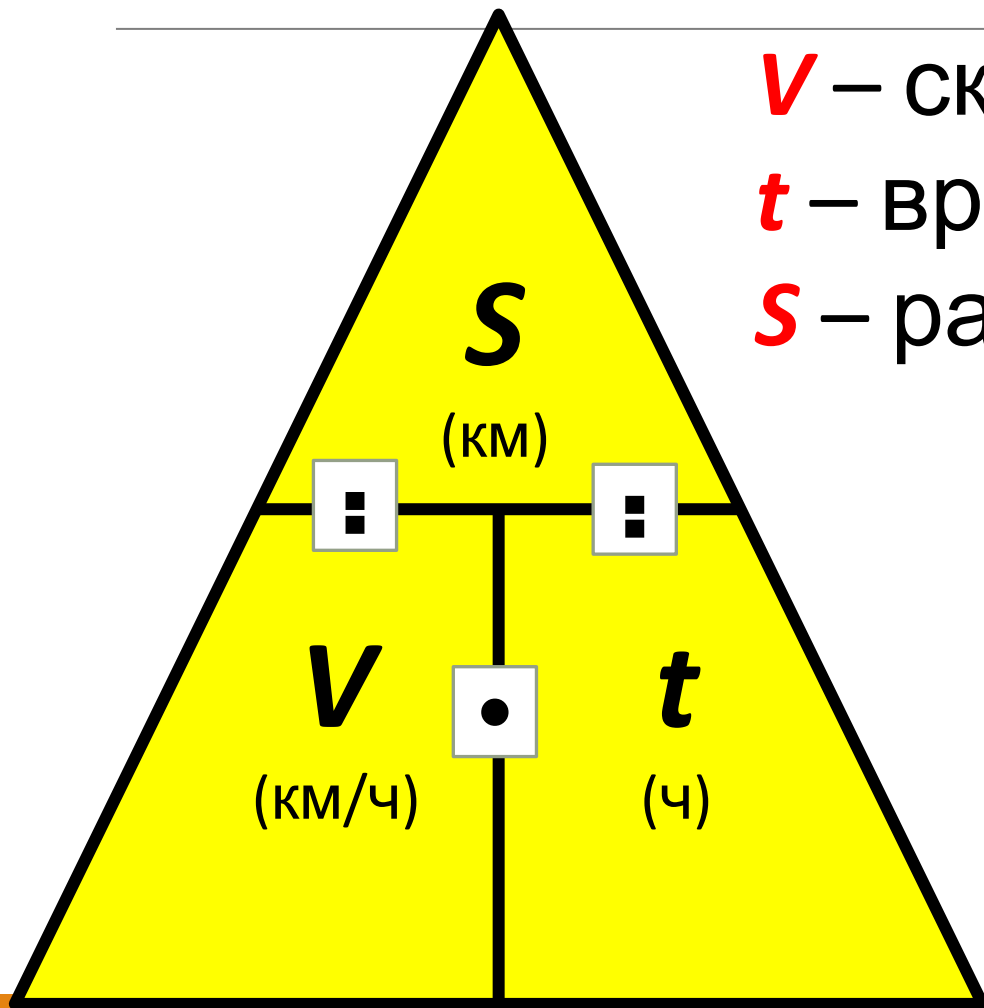 V – ск
t – вр
S – ра
S
(км)
: :
V • t
(км/ч) (ч)